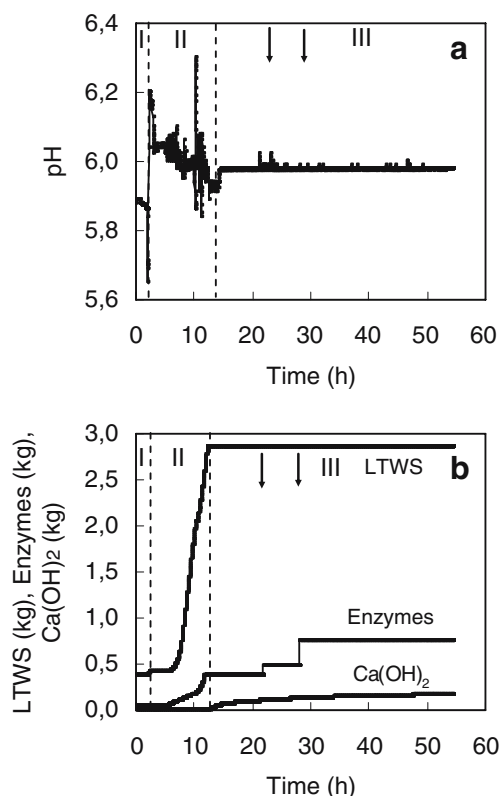 I II III a
6,4
6,2
6,0
5,8
5,6
pH
0 10 20 30 40 50 60
Time (h)
LTWS (kg), Enzymes (kg),
Ca(OH)2 (kg)
3,0
2,5
2,0
1,5
1.0
0.5
0,0
I II III LTWS b
Enzymes
Ca(OH)2
0 10 20 30 40 50 60
Time (h)